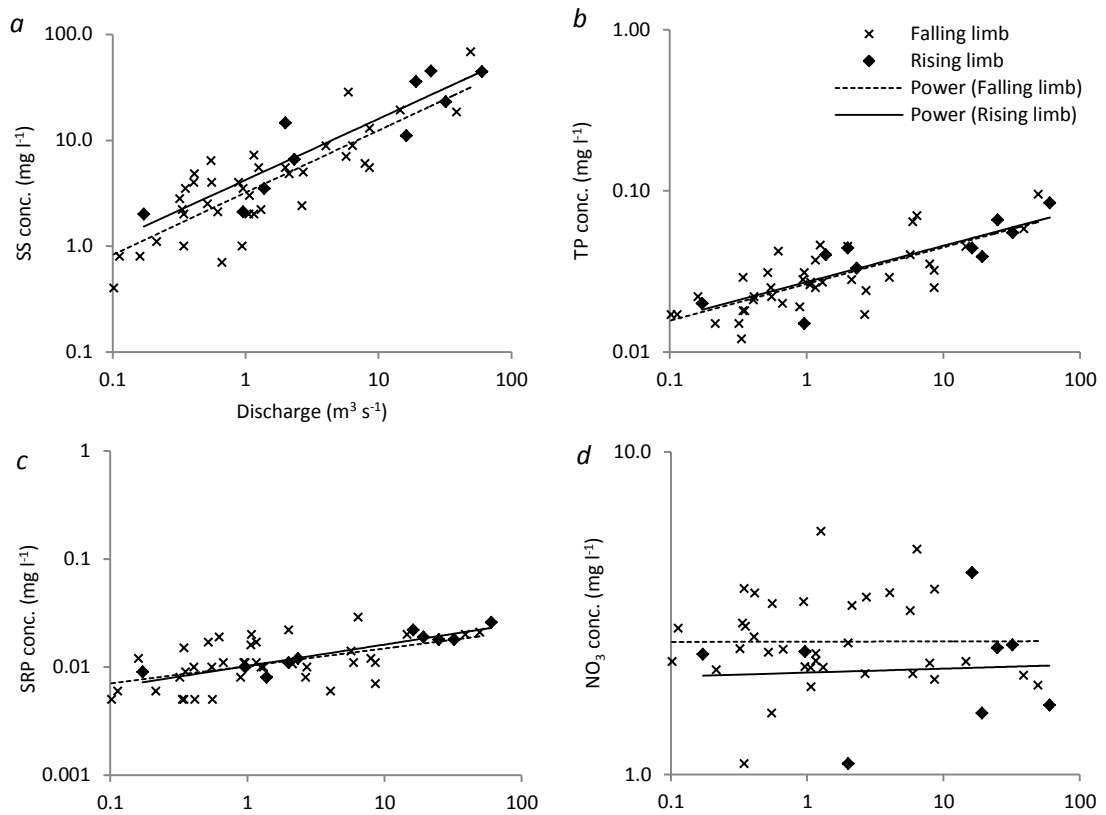 a
100.0
10.0
1.0
0.1
SS conc. (mg l-1)
0.1 1 10 100
Discharge (m3 s-1)
b
1.00
0.10
0.01
TP conc. (mg l-1)
0.1 1 10 100
Falling limb
Rising limb
Power (Falling limb)
Power (Rising limb)
c
1
0.1
0.01
0.001
SRP conc. (mg l-1)
0.1 1 10 100
d
10.0
1.0
NO3 conc. (mg l-1)
0.1 1 10 100